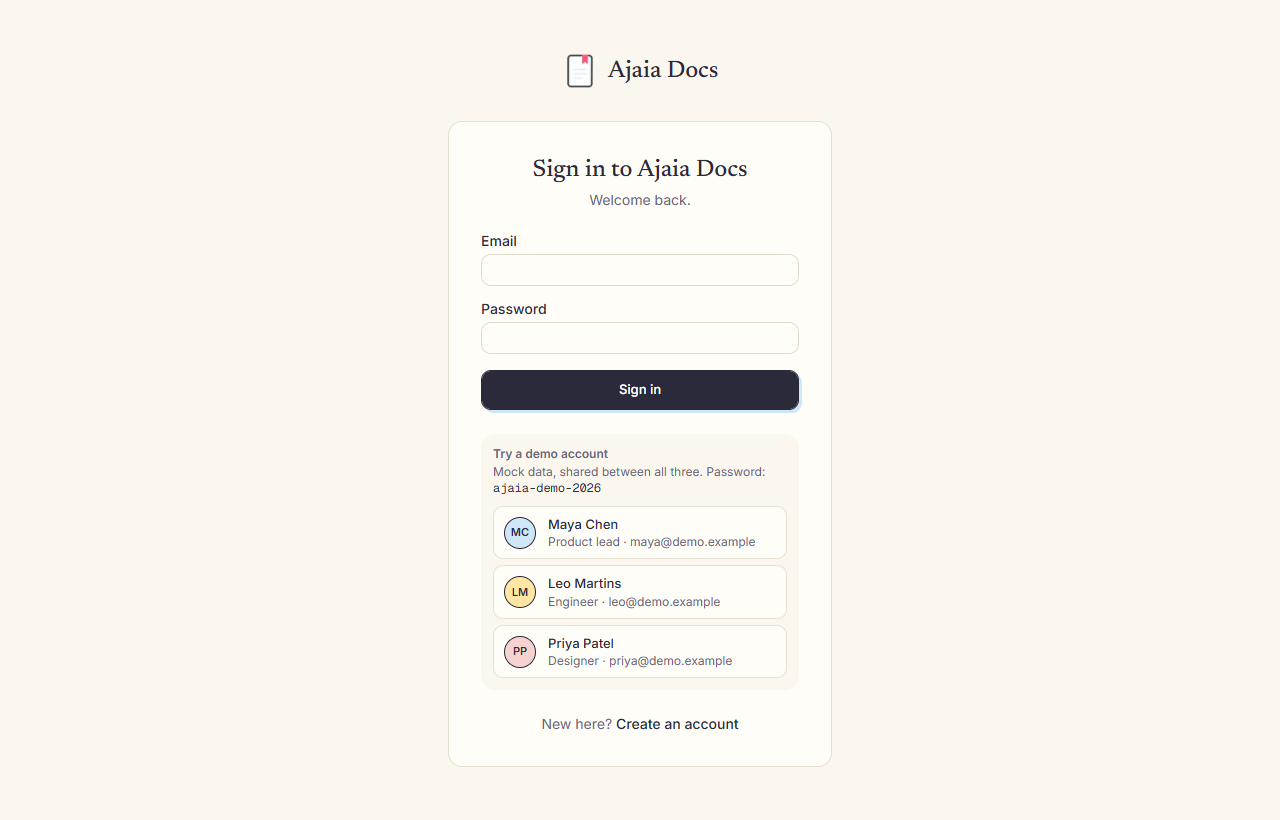 Ajaia Docs
Sign in to Ajaia Docs
Welcome back.
Email
Password
Sign in
Try a demo account
Mock data, shared between all three. Password:
ajaia-demo-2026
MC
Maya Chen
Product lead · maya@demo.example
LM
Leo Martins
Engineer · leo@demo.example
PP
Priya Patel
Designer · priya@demo.example
New here? Create an account